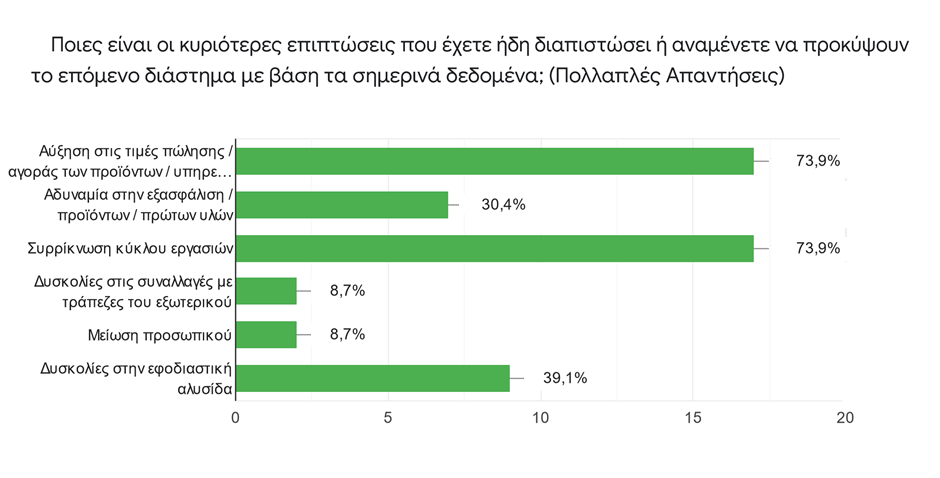 Ποιες είναι οι κυριότερες επιπτώσεις που έχετε ήδη διαπιστώσει ή αναμένετε να προκύψουν
το επόμενο διάστημα με βάση τα σημερινά δεδομένα; (Πολλαπλές Απαντήσεις)
Αύξηση στις τιμές πώλησης /
αγοράς των προϊόντων / υπηρε…
73,9%
Αδυναμία στην εξασφάλιση /
προϊόντων / πρώτων υλών
30,4%
Συρρίκνωση κύκλου εργασιών
73,9%
Δυσκολίες στις συναλλαγές με
τράπεζες του εξωτερικού
8,7%
Μείωση προσωπικού
8,7%
Δυσκολίες στην εφοδιαστική
αλυσίδα
39,1%
0 5 10 15 20